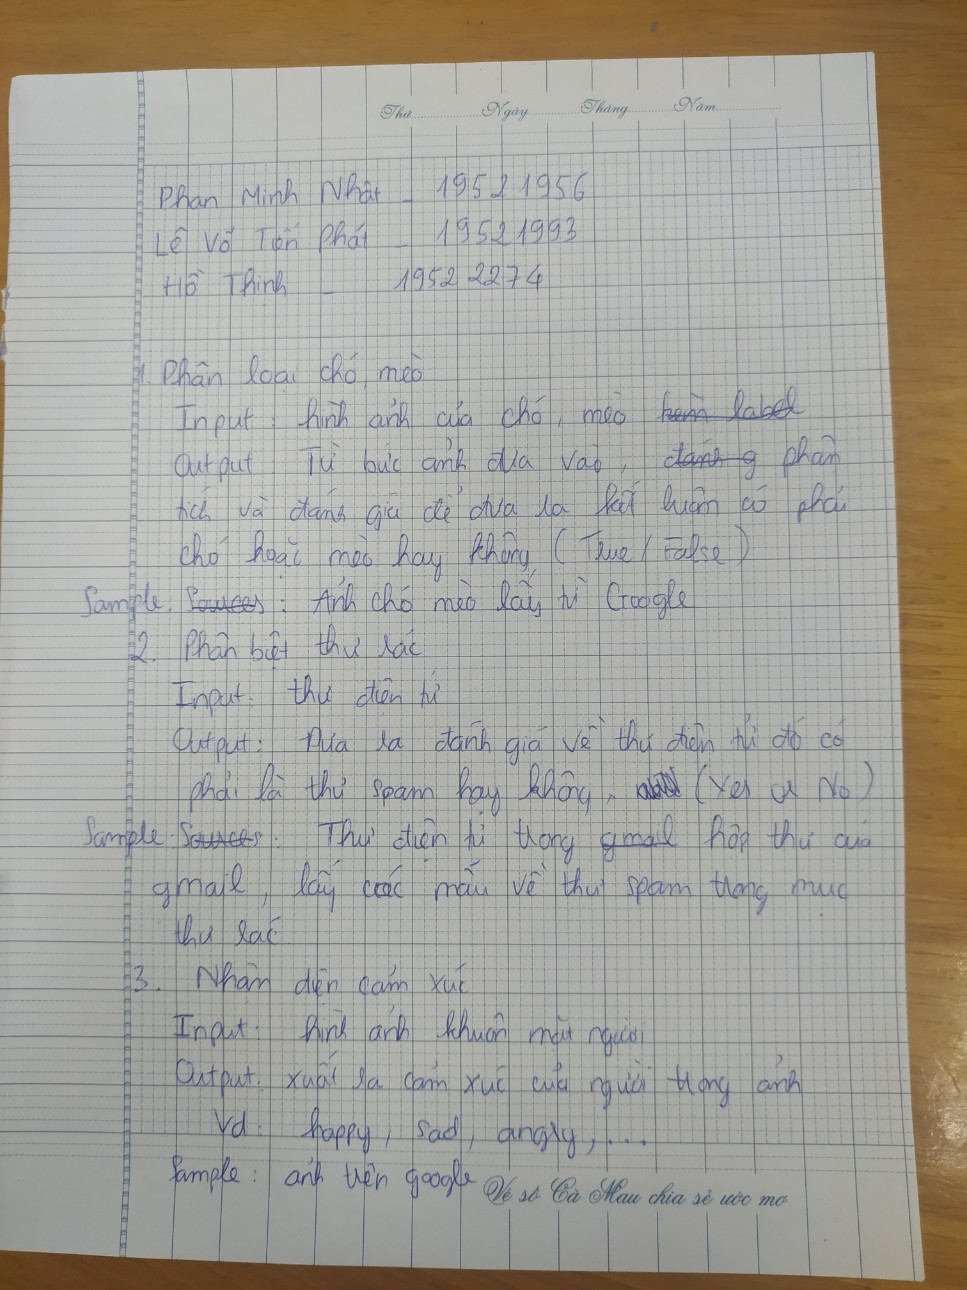 Thứ Ngày Tháng Năm
Phan Minh Nhật - 19521956
Lê Võ Tiến Phát - 19521993
Hồ Thịnh - 19522274
1. Phân loại chó, mèo
Input: hình ảnh của chó, mèo kèm label
Output: Từ bức ảnh đưa vào, đánh g phân
tích và đánh giá để đưa ra kết luận có phải
chó hoặc mèo hay không (True / False)
Sample Sources: Ảnh chó mèo lấy từ Google
2. Phân biệt thư rác
Input: thư điện tử
Output: Đưa ra đánh giá về thư điện tử đó có
phải là thư spam hay không, (Yes or No)
Sample Sources: Thư điện tử trong gmail hộp thư của
gmail, lấy các mẫu về thư spam trong mục
thư rác
3. Nhận diện cảm xúc
Input: hình ảnh khuôn mặt người
Output: xuất ra cảm xúc của người trong ảnh
Vd: happy, sad, angry, ....
Sample: ảnh trên google
Vé số Cà Mau chia sẻ ước mơ